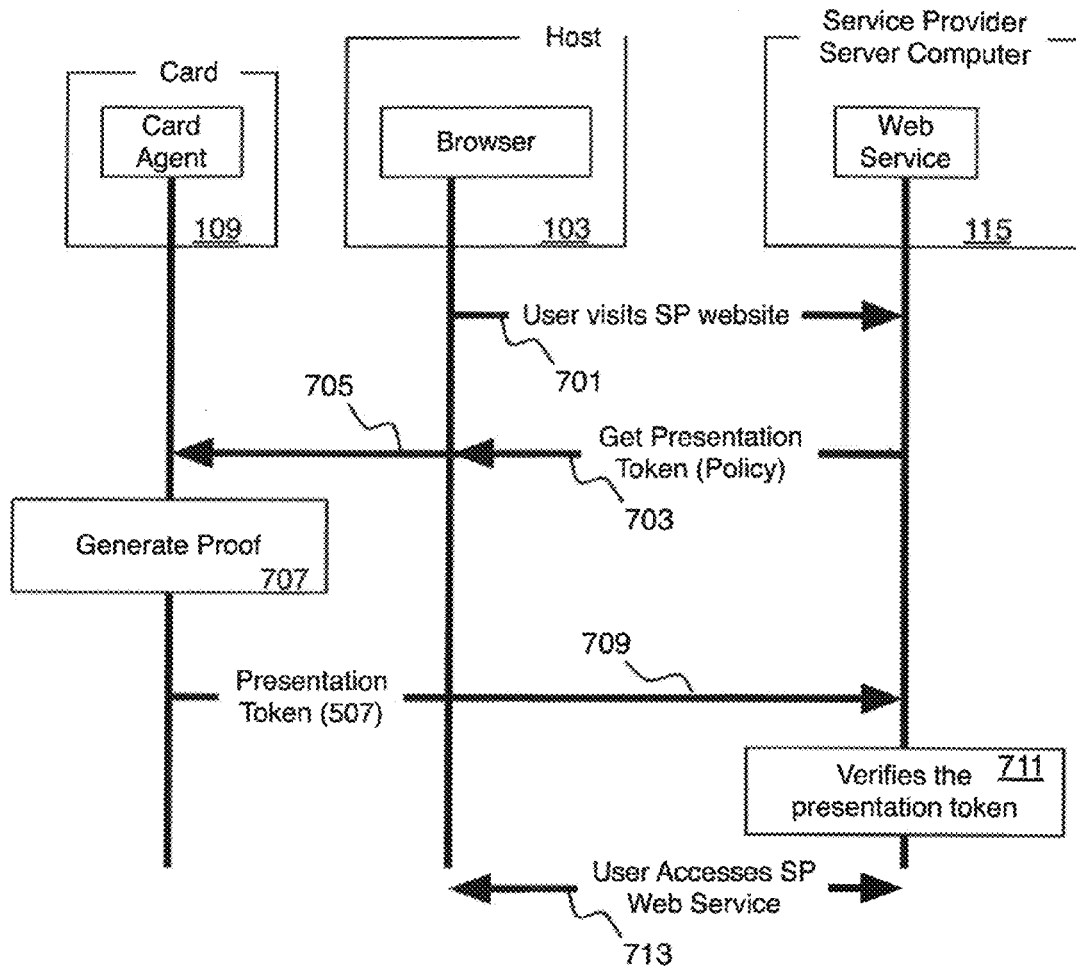 Card
Host
Service Provider
Server Computer
Card
Agent
Browser
Web
Service
109
103
115
User visits SP website
701
705
Get Presentation
Token (Policy)
703
Generate Proof
707
709
Presentation
Token (507)
711
Verifies the
presentation token
User Accesses SP
Web Service
713